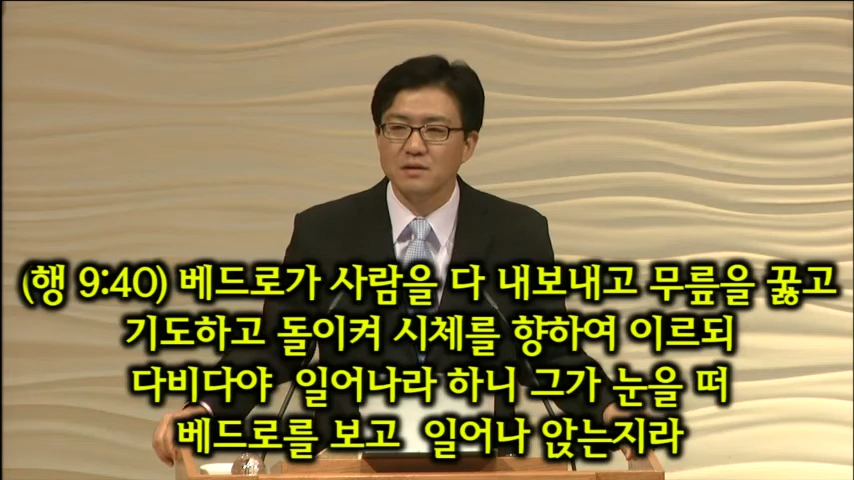 (행 9:40) 베드로가 사람을 다 내보내고 무릎을 꿇고
기도하고 돌이켜 시체를 향하여 이르되
다비다야 일어나라 하니 그가 눈을 떠
베드로를 보고 일어나 앉는지라